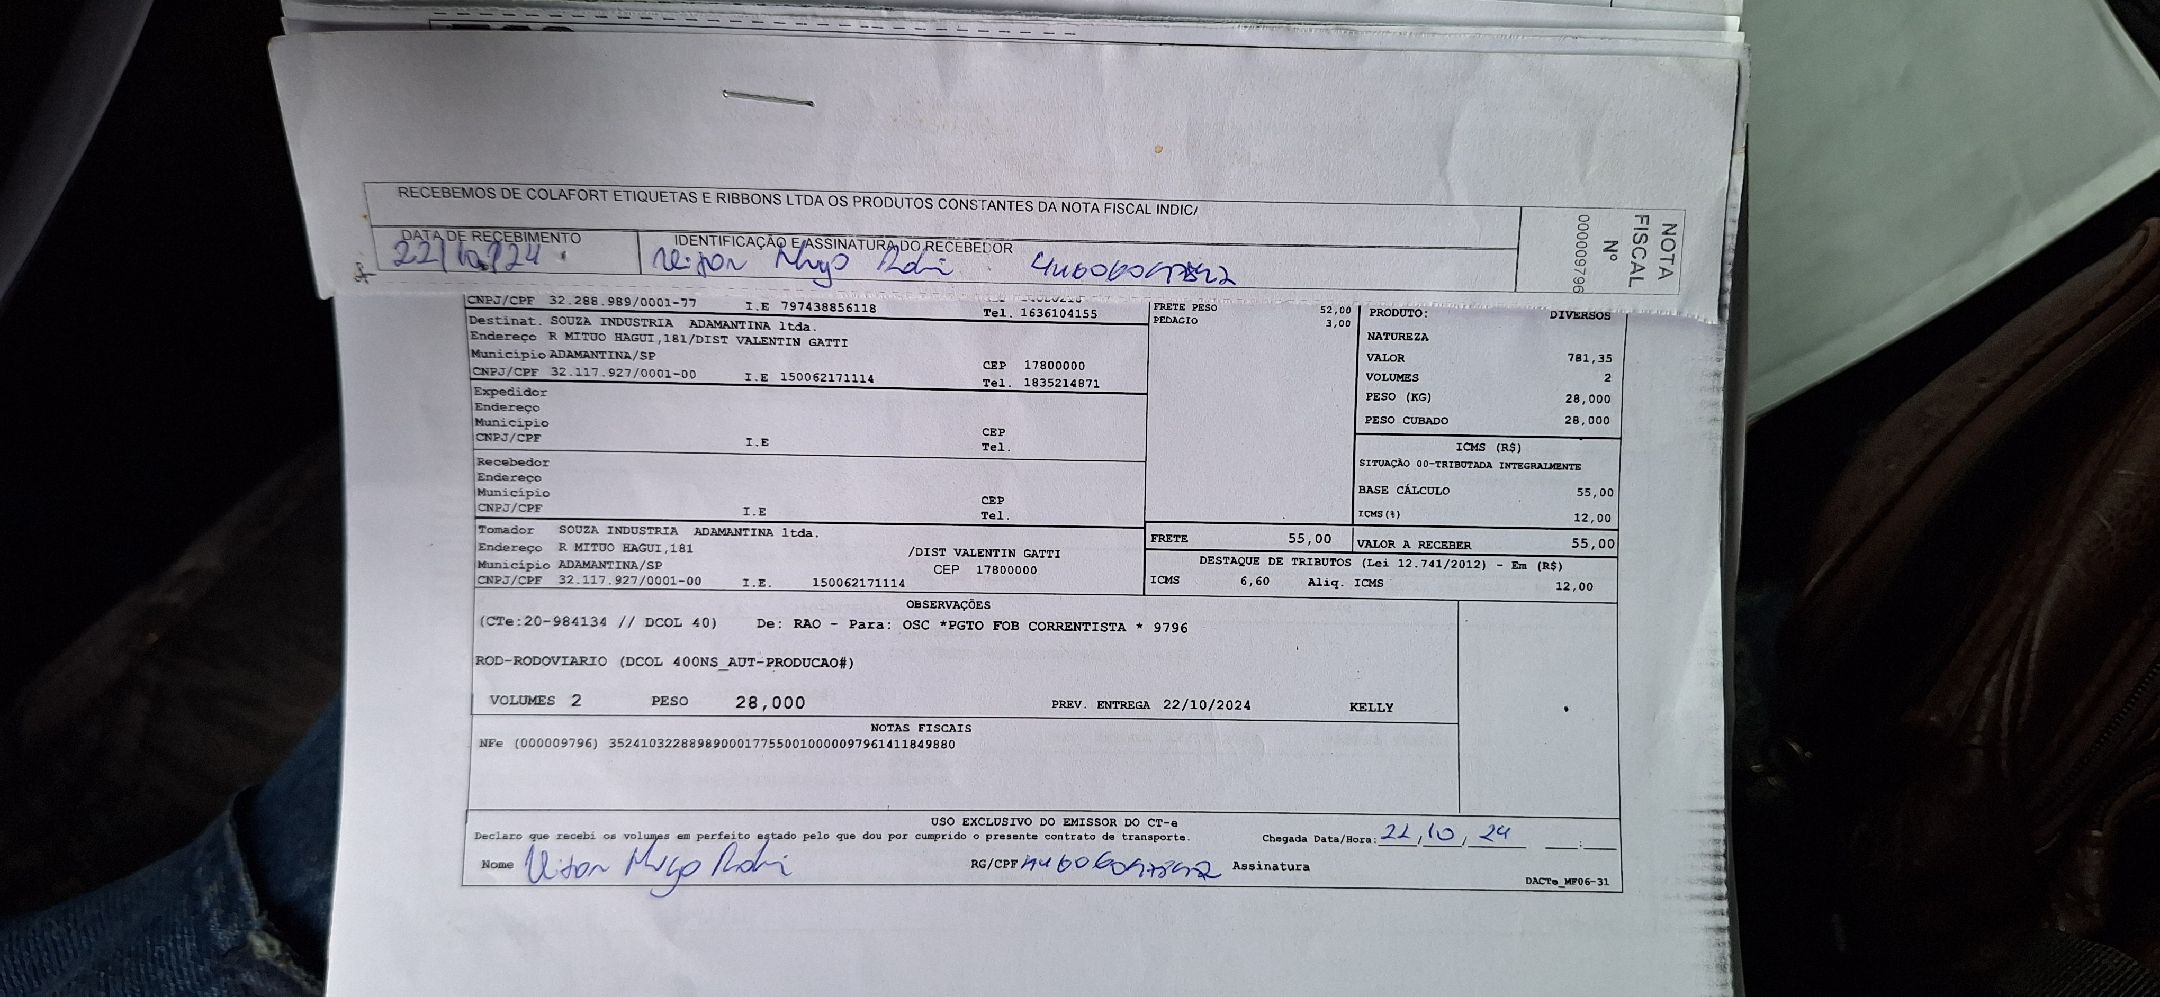 RECEBEMOS DE COLAFORT ETIQUETAS E RIBBONS LTDA OS PRODUTOS CONSTANTES DA NOTA FISCAL INDIC/
DATA DE RECEBIMENTO
22/10/24
IDENTIFICAÇÃO E ASSINATURA DO RECEBEDOR
NOTA
FISCAL
Nº
000009796
CNPJ/CPF 32.288.989/0001-77 I.E 797438856118 Tel. 1636104155
Destinat. SOUZA INDUSTRIA ADAMANTINA ltda.
Endereço R MITUO HAGUI,181/DIST VALENTIN GATTI
Município ADAMANTINA/SP CEP 17800000
CNPJ/CPF 32.117.927/0001-00 I.E 150062171114 Tel. 1835214871
Expedidor
Endereço
Município CEP
CNPJ/CPF I.E Tel.
Recebedor
Endereço
Município CEP
CNPJ/CPF I.E Tel.
Tomador SOUZA INDUSTRIA ADAMANTINA ltda.
Endereço R MITUO HAGUI,181 /DIST VALENTIN GATTI
Município ADAMANTINA/SP CEP 17800000
CNPJ/CPF 32.117.927/0001-00 I.E. 150062171114
FRETE PESO 52,00
PEDAGIO 3,00
FRETE 55,00
PRODUTO: DIVERSOS
NATUREZA
VALOR 781,35
VOLUMES 2
PESO (KG) 28,000
PESO CUBADO 28,000
ICMS (R$)
SITUAÇÃO 00-TRIBUTADA INTEGRALMENTE
BASE CÁLCULO 55,00
ICMS(%) 12,00
VALOR A RECEBER 55,00
DESTAQUE DE TRIBUTOS (Lei 12.741/2012) - Em (R$)
ICMS 6,60 Aliq. ICMS 12,00
OBSERVAÇÕES
(CTe:20-984134 // DCOL 40) De: RAO - Para: OSC *PGTO FOB CORRENTISTA * 9796
ROD-RODOVIARIO (DCOL 400NS_AUT-PRODUCAO#)
VOLUMES 2 PESO 28,000 PREV. ENTREGA 22/10/2024 KELLY
NOTAS FISCAIS
NFe (000009796) 35241032288989000177550010000097961411849880
USO EXCLUSIVO DO EMISSOR DO CT-e
Declaro que recebi os volumes em perfeito estado pelo que dou por cumprido o presente contrato de transporte. Chegada Data/Hora: 22/10/24 __:__
Nome RG/CPF Assinatura
DACTe_MF06-31